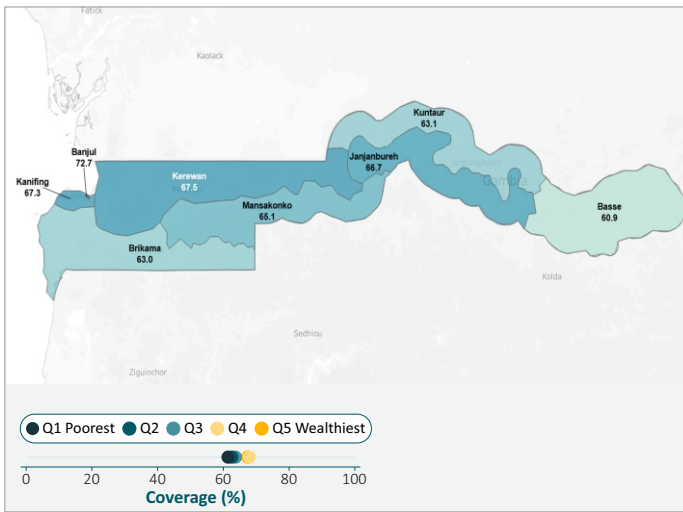 Fatick
Kaolack
Kuntaur
63.1
Banjul
72.7
Janjanbureh
66.7
Kanifing
67.3
Kerewan
67.5
Gambia
Mansakonko
65.1
Basse
60.9
Brikama
63.0
Kolda
Sedhiou
Ziguinchor
Q1 Poorest Q2 Q3 Q4 Q5 Wealthiest
0 20 40 60 80 100
Coverage (%)